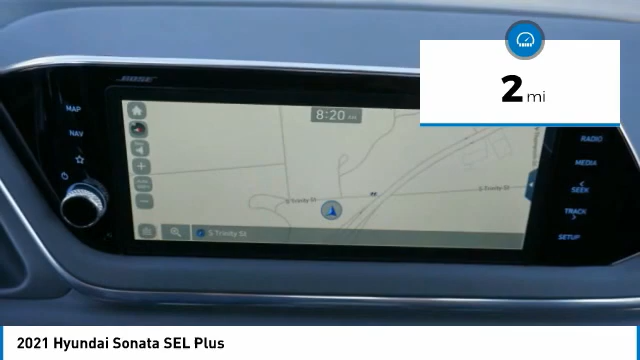 2 mi
MAP
NAV
8:20 AM
S Trinity St
S Trinity St
S Trinity St
RADIO
MEDIA
SEEK
TRACK
SETUP
2021 Hyundai Sonata SEL Plus